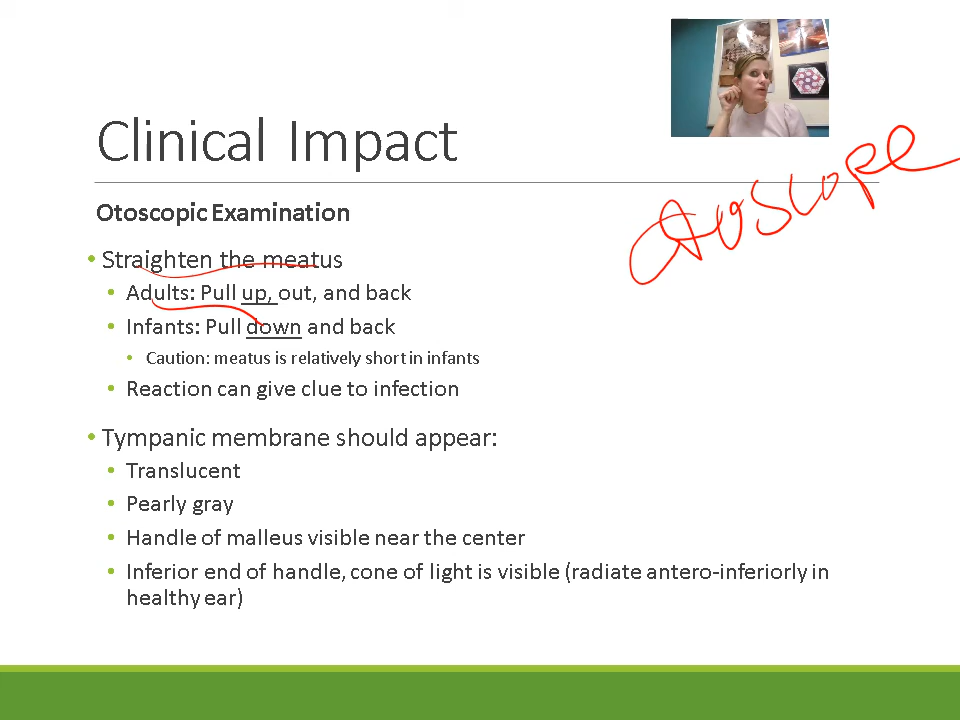 Clinical Impact
otoscope
Otoscopic Examination
• Straighten the meatus
• Adults: Pull up, out, and back
• Infants: Pull down and back
• Caution: meatus is relatively short in infants
• Reaction can give clue to infection
• Tympanic membrane should appear:
• Translucent
• Pearly gray
• Handle of malleus visible near the center
• Inferior end of handle, cone of light is visible (radiate antero-inferiorly in
healthy ear)